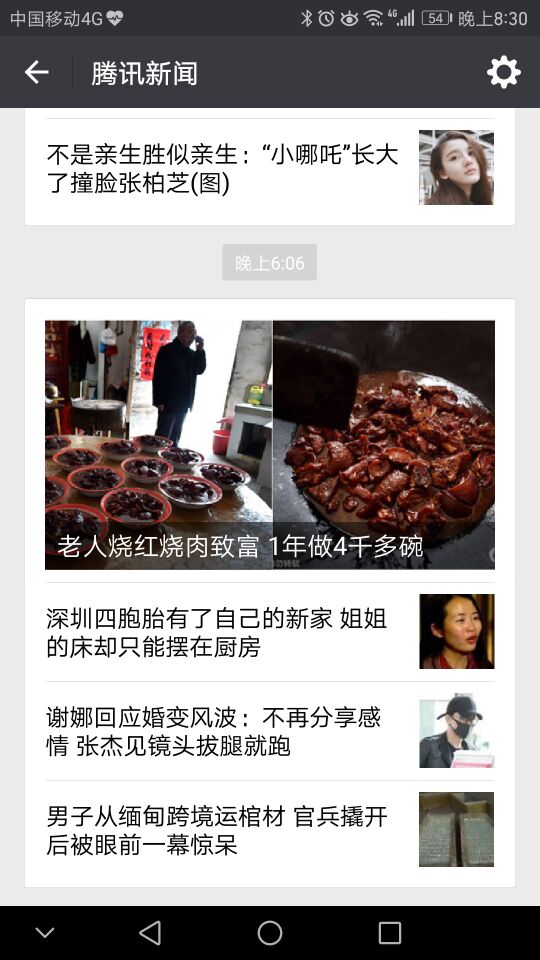 中国移动4G
4G
54
晚上8:30
腾讯新闻
不是亲生胜似亲生：“小哪吒”长大
了撞脸张柏芝(图)
晚上6:06
老人烧红烧肉致富 1年做4千多碗
深圳四胞胎有了自己的新家 姐姐
的床却只能摆在厨房
谢娜回应婚变风波：不再分享感
情 张杰见镜头拔腿就跑
男子从缅甸跨境运棺材 官兵撬开
后被眼前一幕惊呆